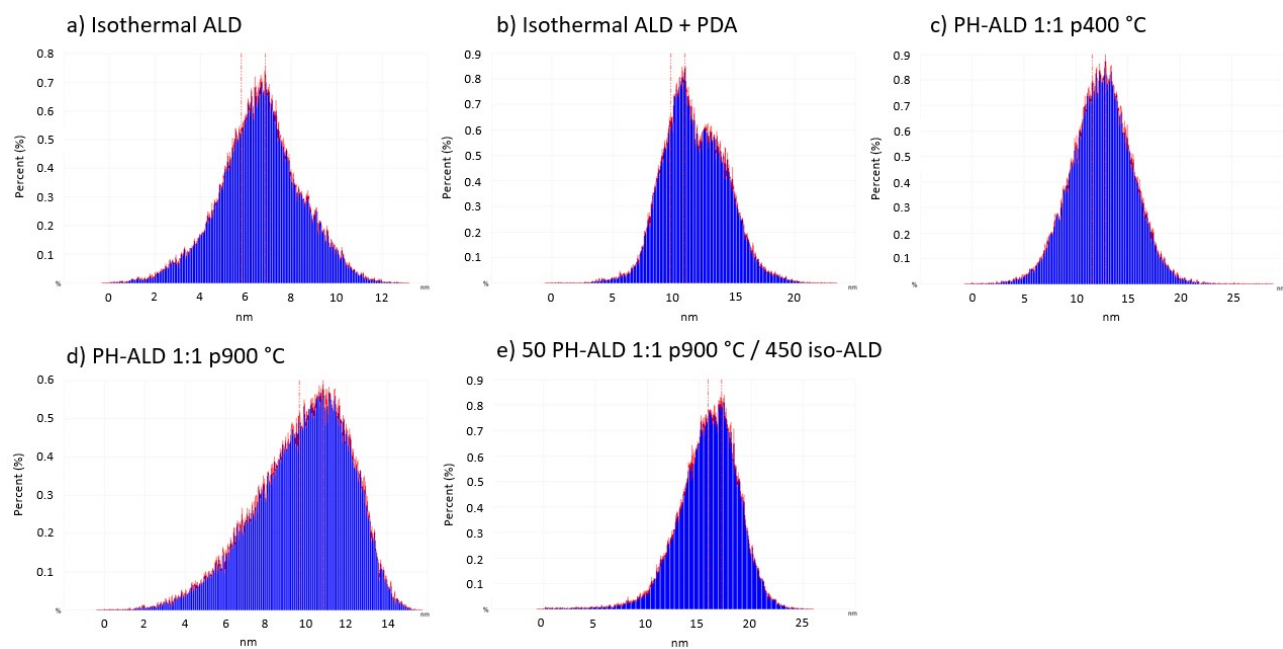 a) Isothermal ALD
0.8
0.7
0.6
0.5
0.4
0.3
0.2
0.1
Percent (%)
%
0 2 4 6 8 10 12
nm
nm
b) Isothermal ALD + PDA
0.9
0.8
0.7
0.6
0.5
0.4
0.3
0.2
0.1
Percent (%)
%
0 5 10 15 20
nm
nm
c) PH-ALD 1:1 p400 °C
0.9
0.8
0.7
0.6
0.5
0.4
0.3
0.2
0.1
Percent (%)
%
0 5 10 15 20 25
nm
nm
d) PH-ALD 1:1 p900 °C
0.6
0.5
0.4
0.3
0.2
0.1
Percent (%)
%
0 2 4 6 8 10 12 14
nm
nm
e) 50 PH-ALD 1:1 p900 °C / 450 iso-ALD
0.9
0.8
0.7
0.6
0.5
0.4
0.3
0.2
0.1
Percent (%)
%
0 5 10 15 20 25
nm
nm